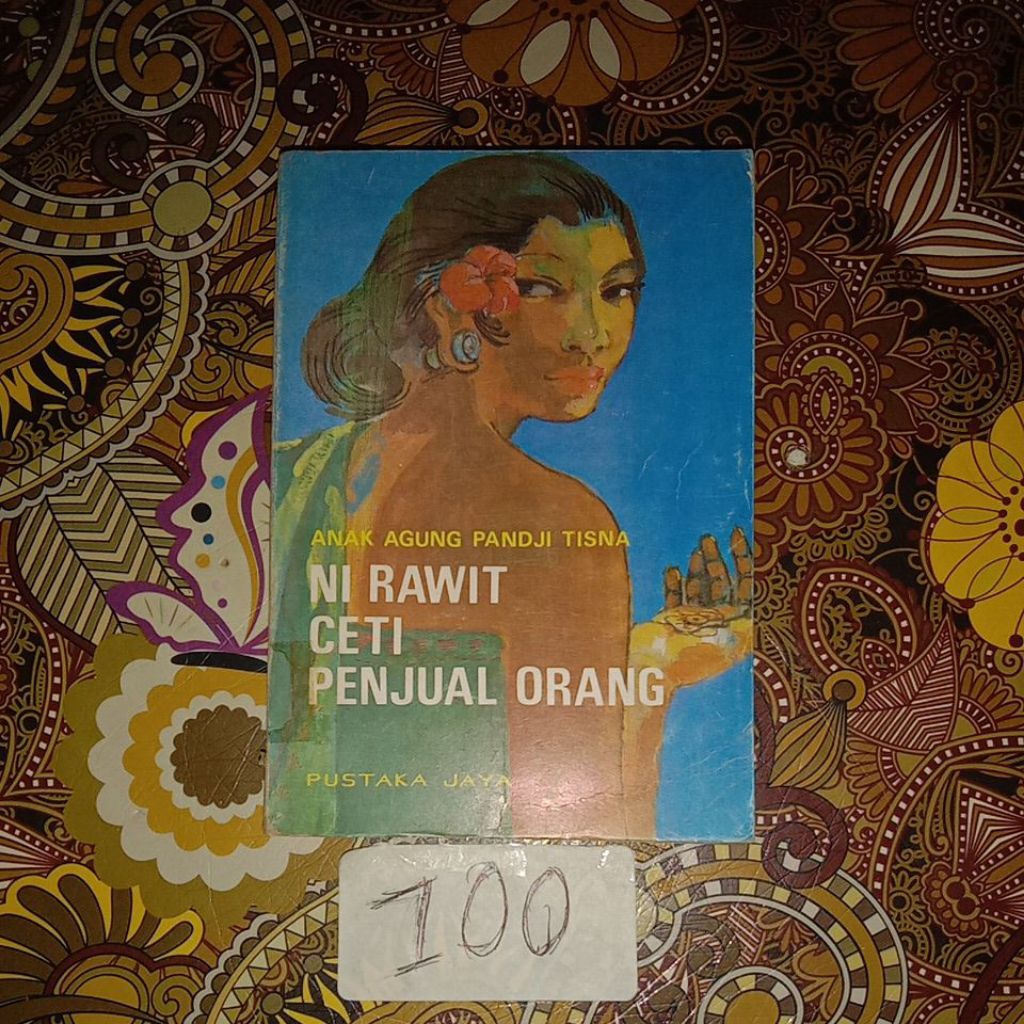 ANAK AGUNG PANDJI TISNA
NI RAWIT
CETI
PENJUAL ORANG
PUSTAKA JAYA
100